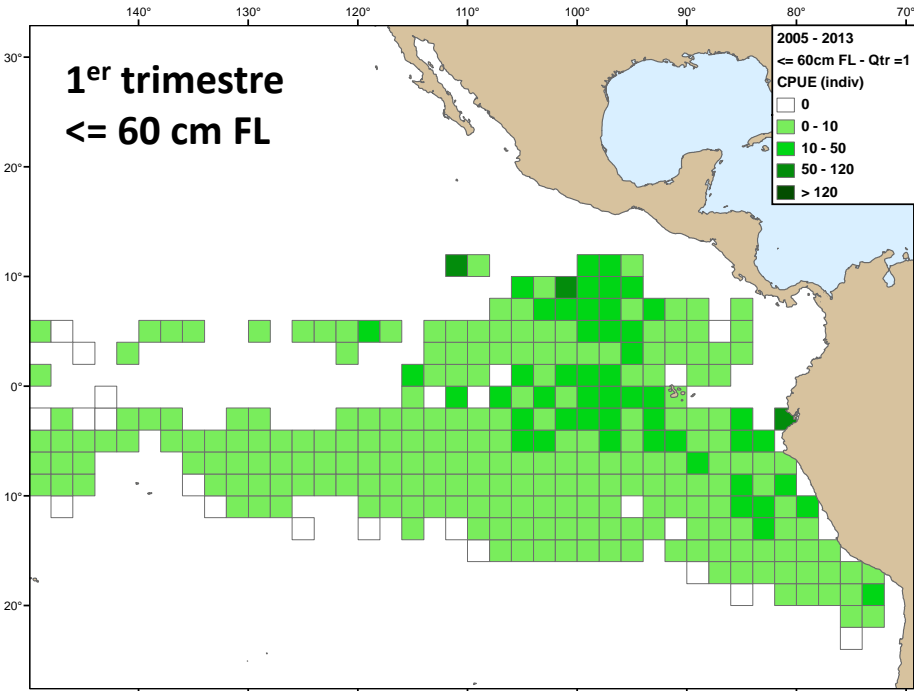 140° 130° 120° 110° 100° 90° 80° 70°
30°
20°
10°
0°
10°
20°
1er trimestre
<= 60 cm FL
2005 - 2013
<= 60cm FL - Qtr =1
CPUE (indiv)
0
0 - 10
10 - 50
50 - 120
> 120